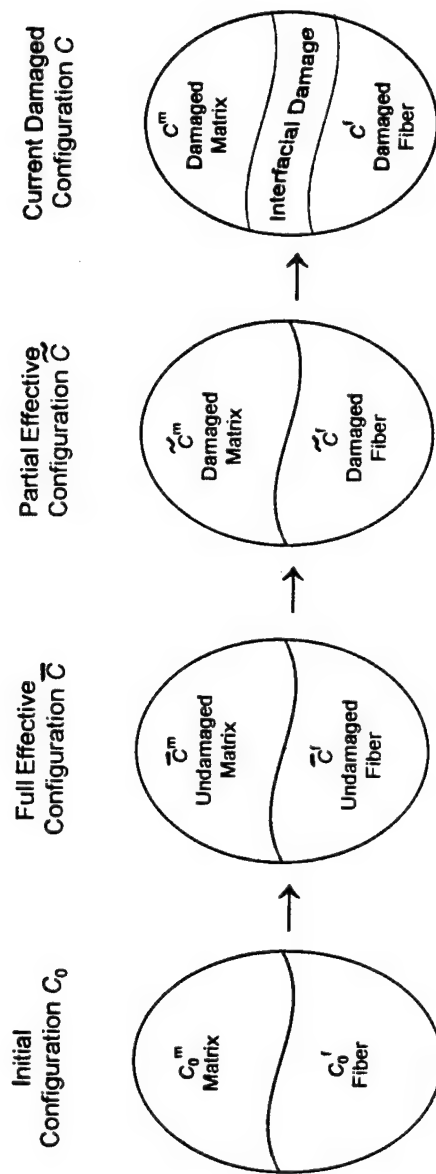 Initial
Configuration C₀
C₀ᵐ
Matrix
C₀ᶠ
Fiber
Full Effective
Configuration C̄
C̄ᵐ
Undamaged
Matrix
C̄ᶠ
Undamaged
Fiber
Partial Effective
Configuration C̃
C̃ᵐ
Damaged
Matrix
C̃ᶠ
Damaged
Fiber
Current Damaged
Configuration C
Cᵐ
Damaged
Matrix
Interfacial Damage
Cᶠ
Damaged
Fiber